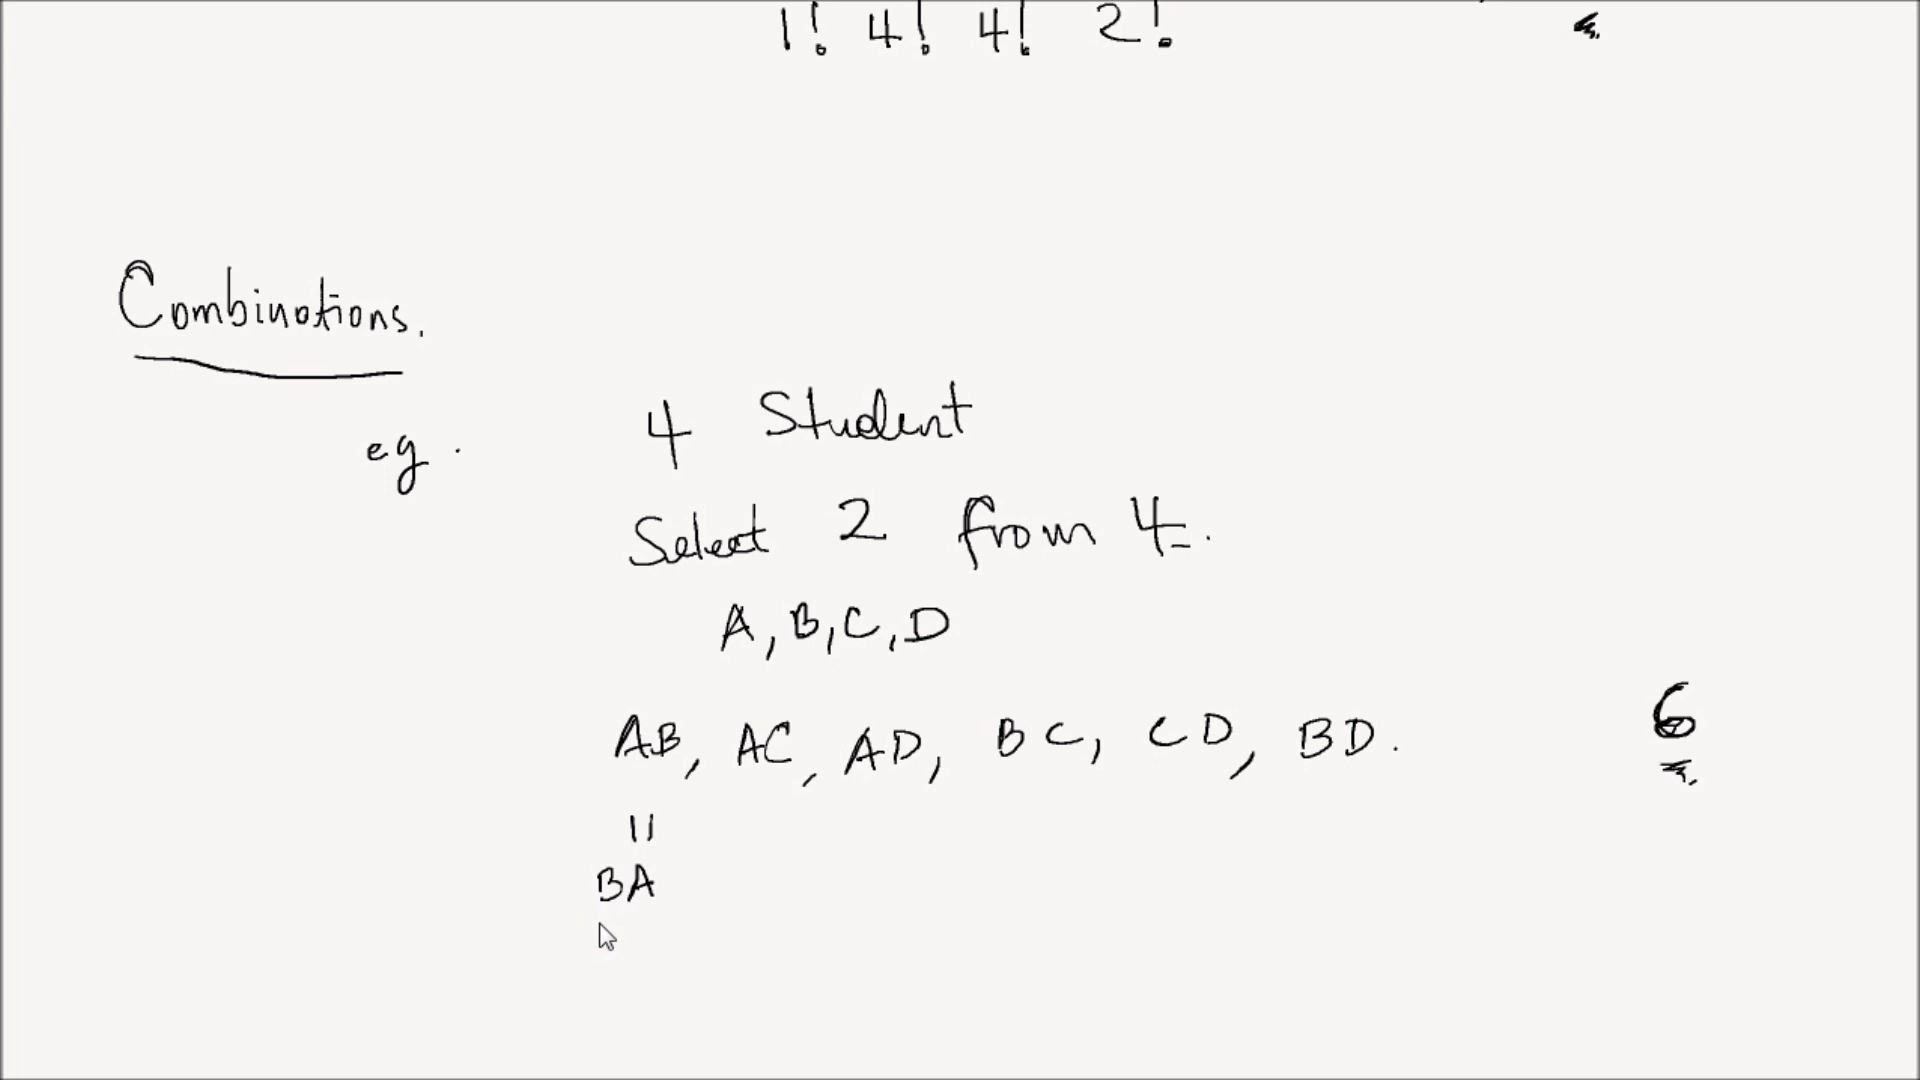 1! 4! 4! 2!
Combinations.
eg.
4 Student
Select 2 from 4.
A, B, C, D
AB, AC, AD, BC, CD, BD.
6
||
BA